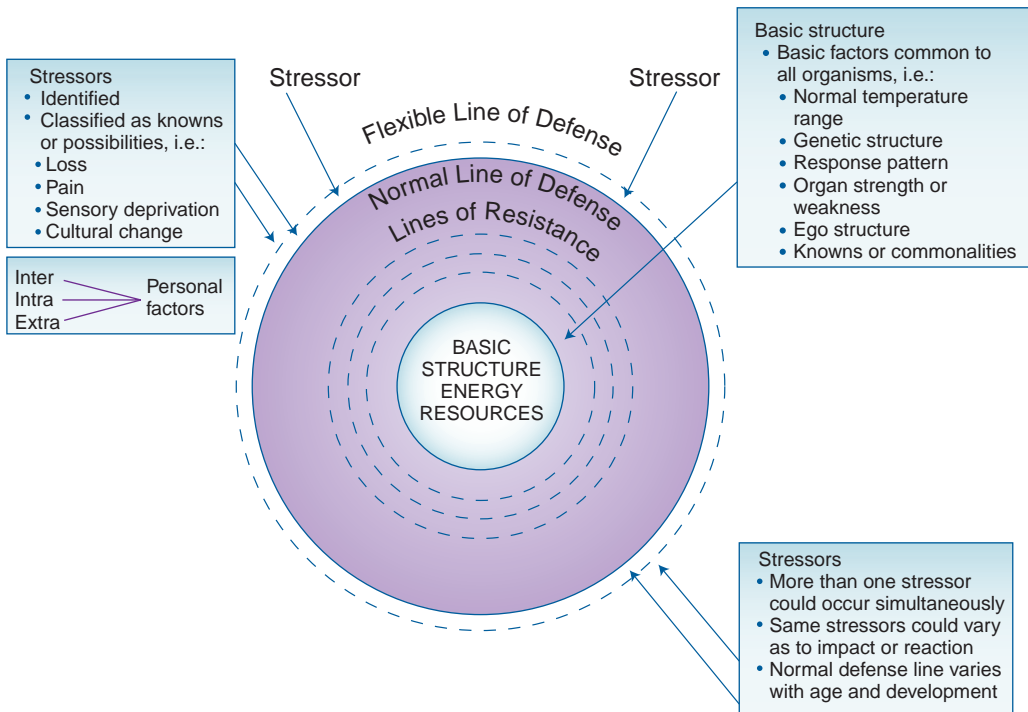 Stressors
• Identified
• Classified as knowns
or possibilities, i.e.:
• Loss
• Pain
• Sensory deprivation
• Cultural change
Inter
Intra
Extra
Personal
factors
Stressor
Stressor
Flexible Line of Defense
Normal Line of Defense
Lines of Resistance
BASIC
STRUCTURE
ENERGY
RESOURCES
Basic structure
• Basic factors common to
all organisms, i.e.:
• Normal temperature
range
• Genetic structure
• Response pattern
• Organ strength or
weakness
• Ego structure
• Knowns or commonalities
Stressors
• More than one stressor
could occur simultaneously
• Same stressors could vary
as to impact or reaction
• Normal defense line varies
with age and development